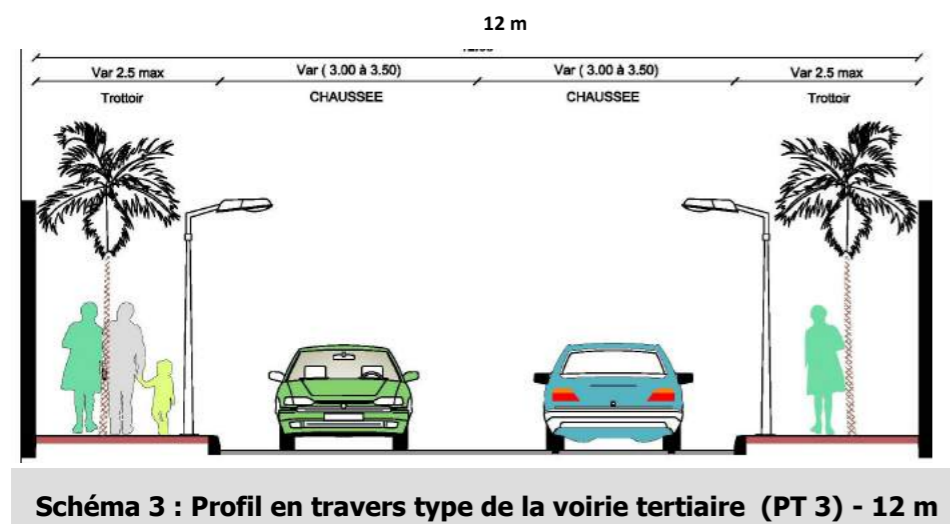 12 m
Var 2.5 max Var ( 3.00 à 3.50) Var ( 3.00 à 3.50) Var 2.5 max
Trottoir CHAUSSEE CHAUSSEE Trottoir
Schéma 3 : Profil en travers type de la voirie tertiaire (PT 3) - 12 m